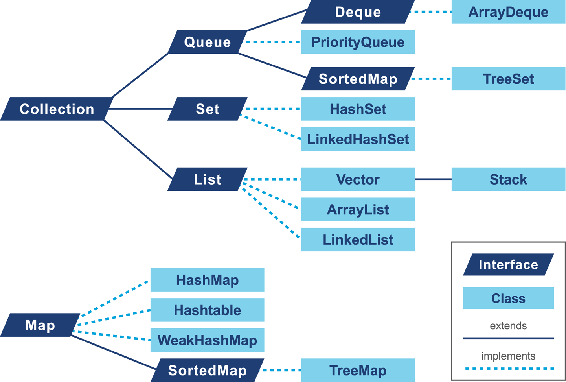 Deque
ArrayDeque
Queue
PriorityQueue
SortedMap
TreeSet
Collection
Set
HashSet
LinkedHashSet
List
Vector
Stack
ArrayList
LinkedList
Interface
Class
extends
implements
Map
HashMap
Hashtable
WeakHashMap
SortedMap
TreeMap